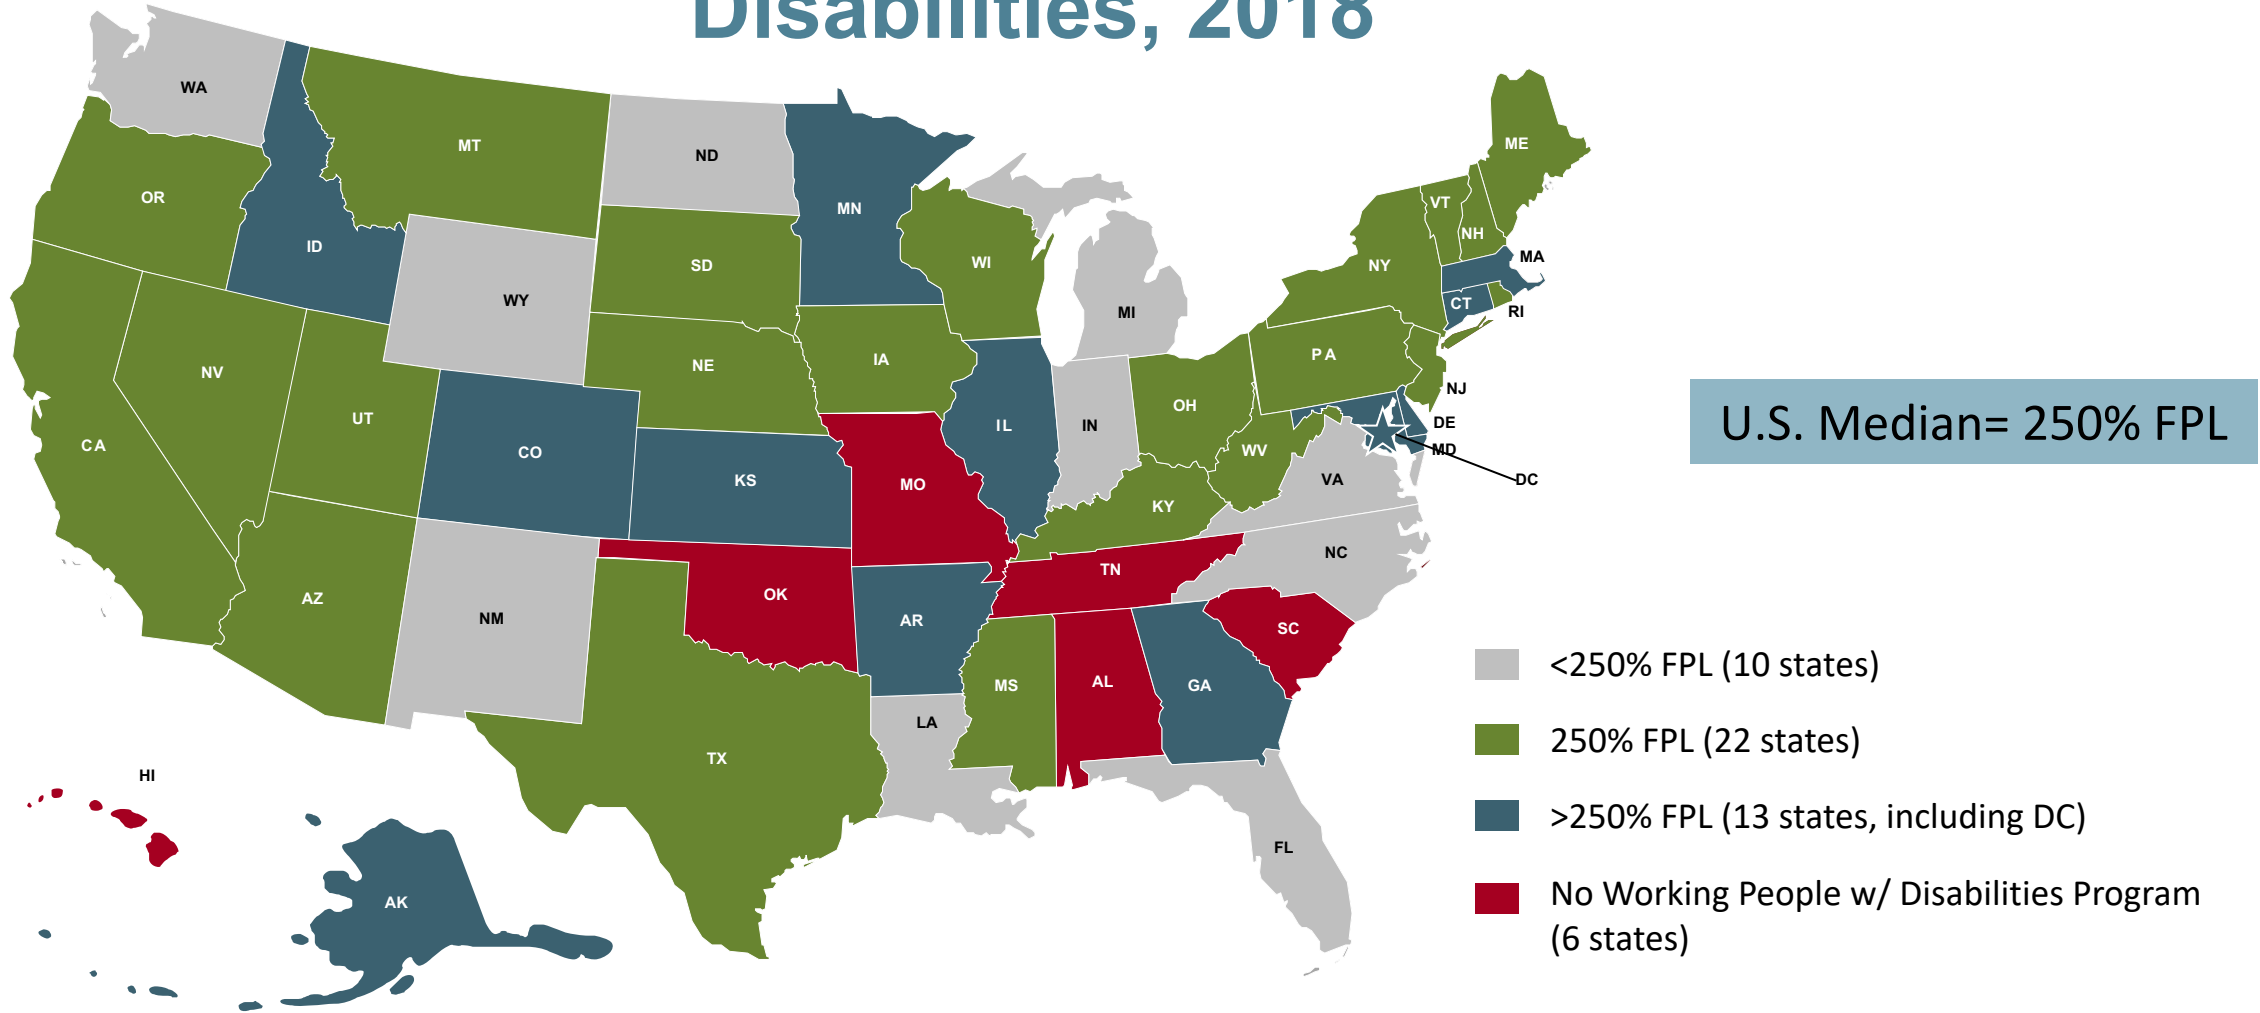 Disabilities, 2018
WA
MT
ND
MN
ME
OR
ID
SD
WI
VT
NH
NY
MA
WY
MI
CT
RI
NV
NE
IA
PA
NJ
UT
OH
CA
CO
IL
IN
WV
DE
MD
KS
MO
VA
DC
KY
AZ
NM
OK
TN
NC
AR
SC
MS
AL
GA
LA
TX
HI
FL
AK
U.S. Median= 250% FPL
<250% FPL (10 states)
250% FPL (22 states)
>250% FPL (13 states, including DC)
No Working People w/ Disabilities Program
(6 states)